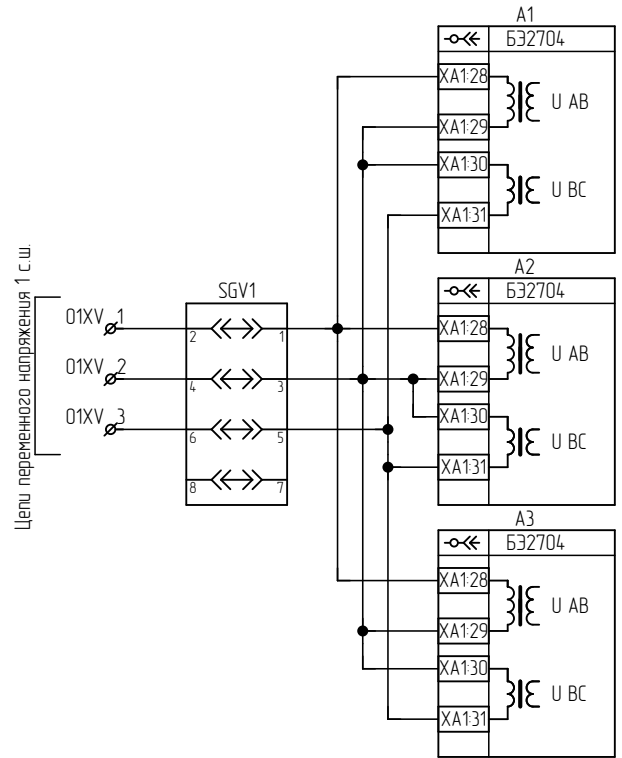 A1
БЭ2704
XA1:28
U AB
XA1:29
XA1:30
U BC
XA1:31
Цепи переменного напряжения 1 с.ш.
SGV1
01XV 1
2 1
01XV 2
4 3
01XV 3
6 5
8 7
A2
БЭ2704
XA1:28
U AB
XA1:29
XA1:30
U BC
XA1:31
A3
БЭ2704
XA1:28
U AB
XA1:29
XA1:30
U BC
XA1:31